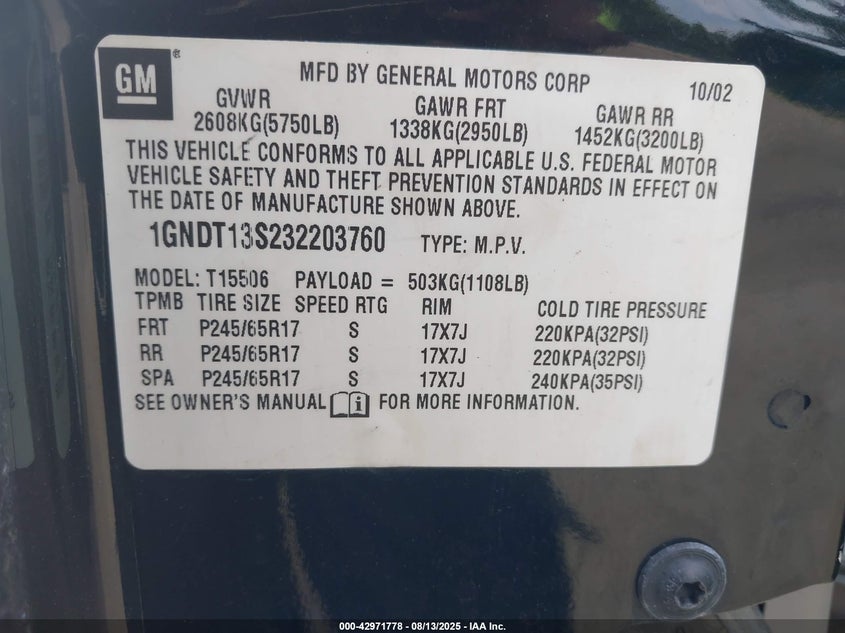 GM®
MFD BY GENERAL MOTORS CORP 10/02
GVWR GAWR FRT GAWR RR
2608KG(5750LB) 1338KG(2950LB) 1452KG(3200LB)
THIS VEHICLE CONFORMS TO ALL APPLICABLE U.S. FEDERAL MOTOR
VEHICLE SAFETY AND THEFT PREVENTION STANDARDS IN EFFECT ON
THE DATE OF MANUFACTURE SHOWN ABOVE.
1GNDT13S232203760 TYPE: M.P.V.
MODEL: T15506 PAYLOAD = 503KG(1108LB)
TPMB TIRE SIZE SPEED RTG RIM COLD TIRE PRESSURE
FRT P245/65R17 S 17X7J 220KPA(32PSI)
RR P245/65R17 S 17X7J 220KPA(32PSI)
SPA P245/65R17 S 17X7J 240KPA(35PSI)
SEE OWNER'S MANUAL i FOR MORE INFORMATION.
000-42971778 - 08/13/2025 - IAA Inc.